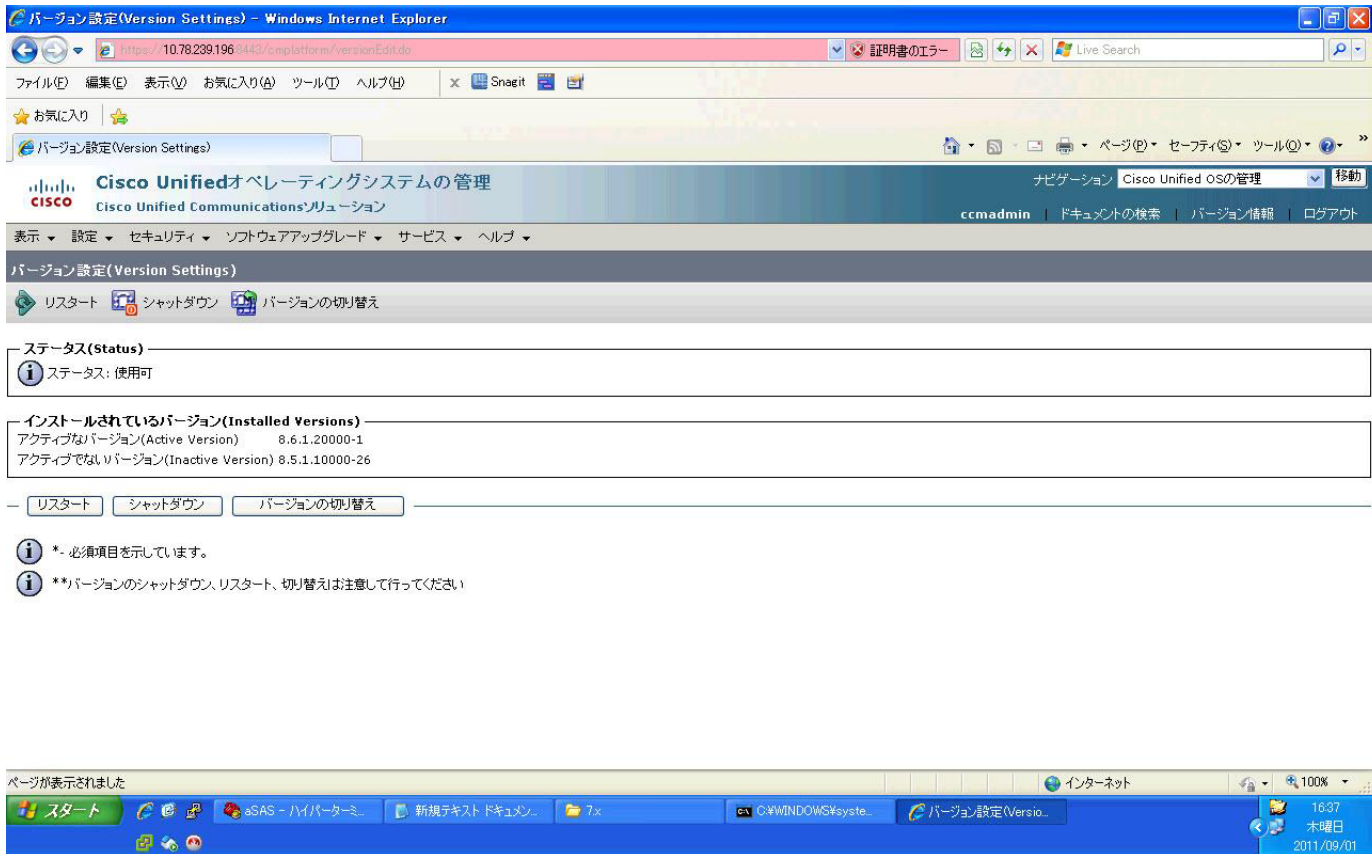 バージョン設定(Version Settings) - Windows Internet Explorer
https://10.78.239.196:8443/cmplatform/versionEdit.do 証明書のエラー Live Search
ファイル(F) 編集(E) 表示(V) お気に入り(A) ツール(T) ヘルプ(H) x Snagit
お気に入り
バージョン設定(Version Settings) ページ(P) セーフティ(S) ツール(O) »
cisco Cisco Unifiedオペレーティングシステムの管理 ナビゲーション Cisco Unified OSの管理 移動
Cisco Unified Communicationsソリューション ccmadmin | ドキュメントの検索 | バージョン情報 | ログアウト
表示 設定 セキュリティ ソフトウェアアップグレード サービス ヘルプ
バージョン設定(Version Settings)
リスタート シャットダウン バージョンの切り替え
ステータス(Status)
ステータス: 使用可
インストールされているバージョン(Installed Versions)
アクティブなバージョン(Active Version) 8.6.1.20000-1
アクティブでないバージョン(Inactive Version) 8.5.1.10000-26
リスタート シャットダウン バージョンの切り替え
*- 必須項目を示しています。
**バージョンのシャットダウン、リスタート、切り替えは注意して行ってください
ページが表示されました インターネット 100%
スタート aSAS - ハイパーターミ... 新規テキスト ドキュメン... 7.x C:¥WINDOWS¥syste... バージョン設定(Versio... 16:37
木曜日
2011/09/01